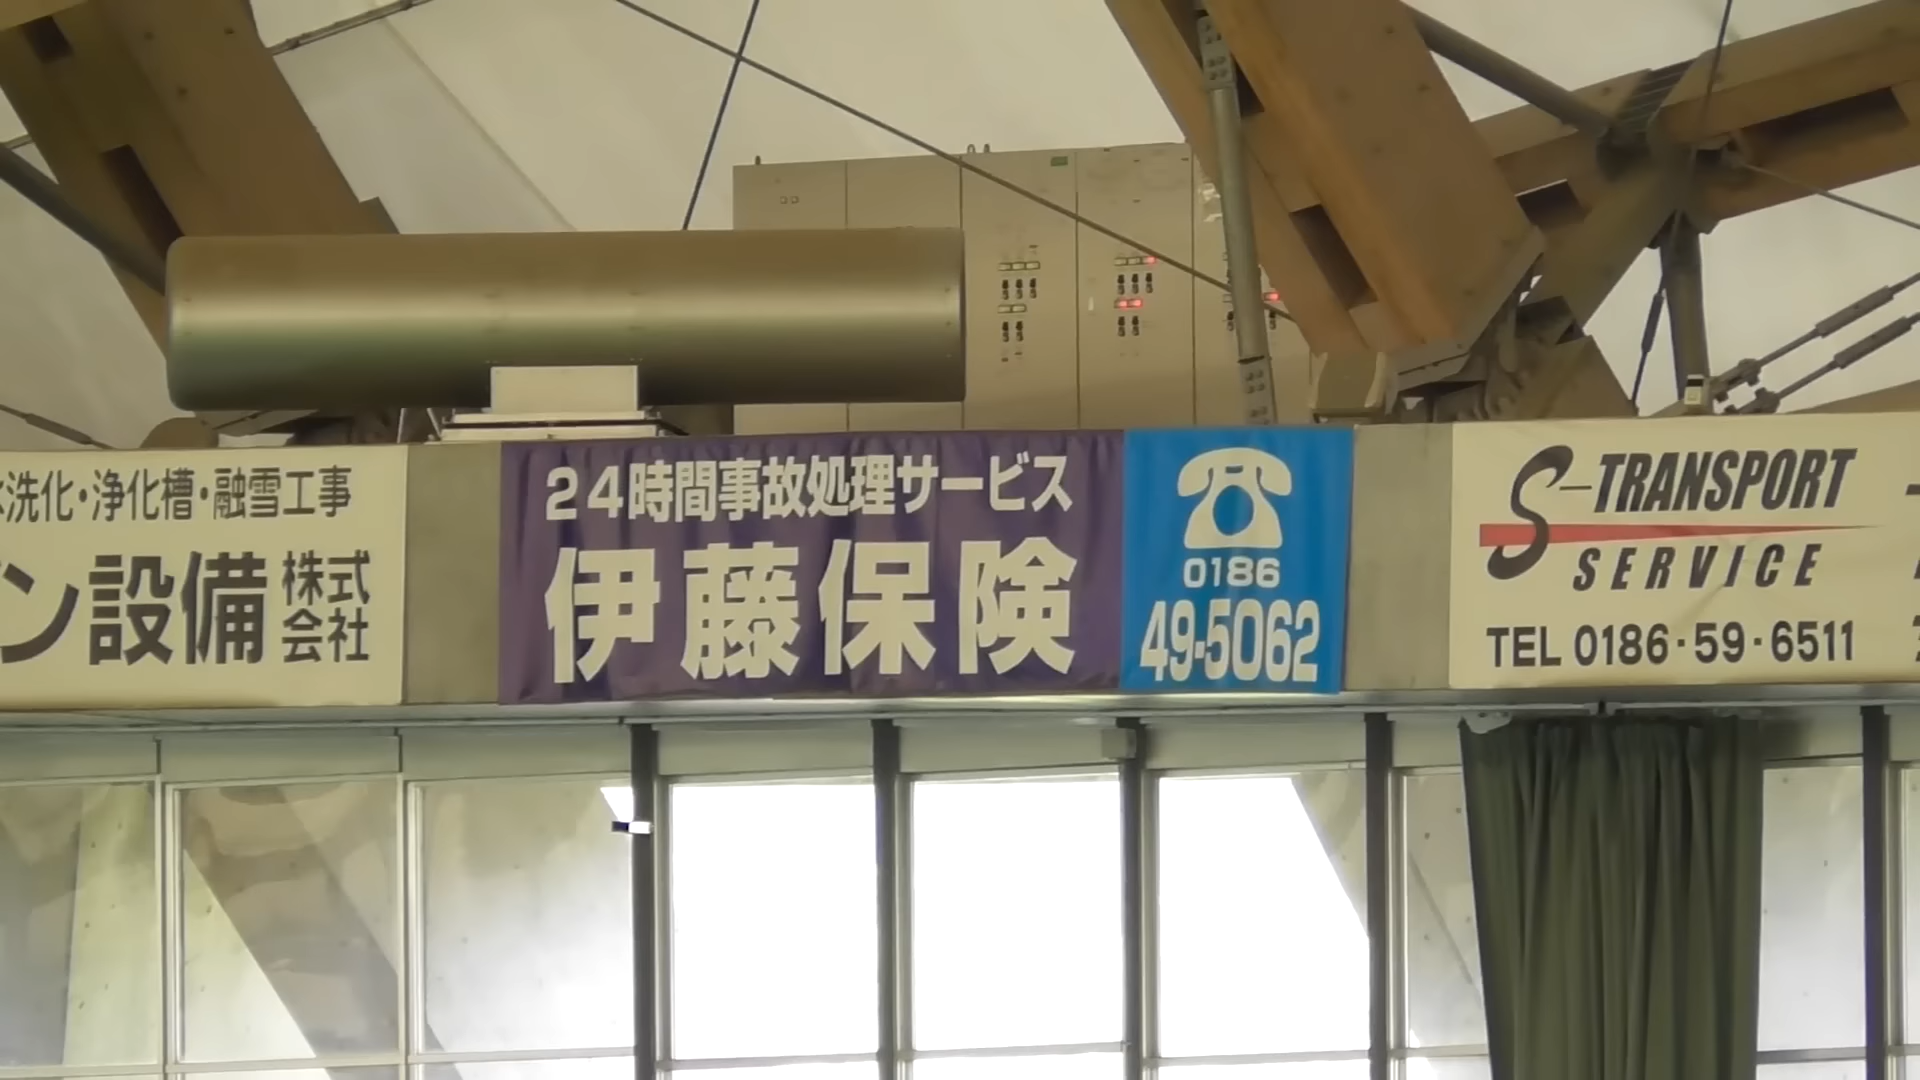 洗化・浄化槽・融雪工事
ン設備 株式会社
24時間事故処理サービス
伊藤保険
0186
49-5062
S-TRANSPORT
SERVICE
TEL 0186・59・6511